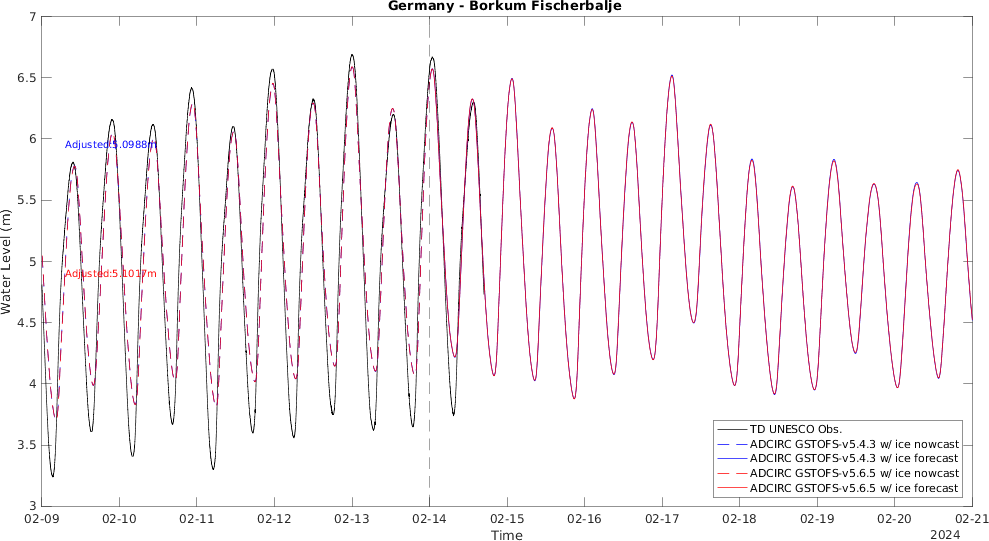 Germany - Borkum Fischerbalje
7
6.5
6
5.5
5
4.5
4
3.5
3
Water Level (m)
Adjusted:5.0988m
Adjusted:5.1017m
TD UNESCO Obs.
ADCIRC GSTOFS-v5.4.3 w/ ice nowcast
ADCIRC GSTOFS-v5.4.3 w/ ice forecast
ADCIRC GSTOFS-v5.6.5 w/ ice nowcast
ADCIRC GSTOFS-v5.6.5 w/ ice forecast
02-09 02-10 02-11 02-12 02-13 02-14 02-15 02-16 02-17 02-18 02-19 02-20 02-21
Time
2024